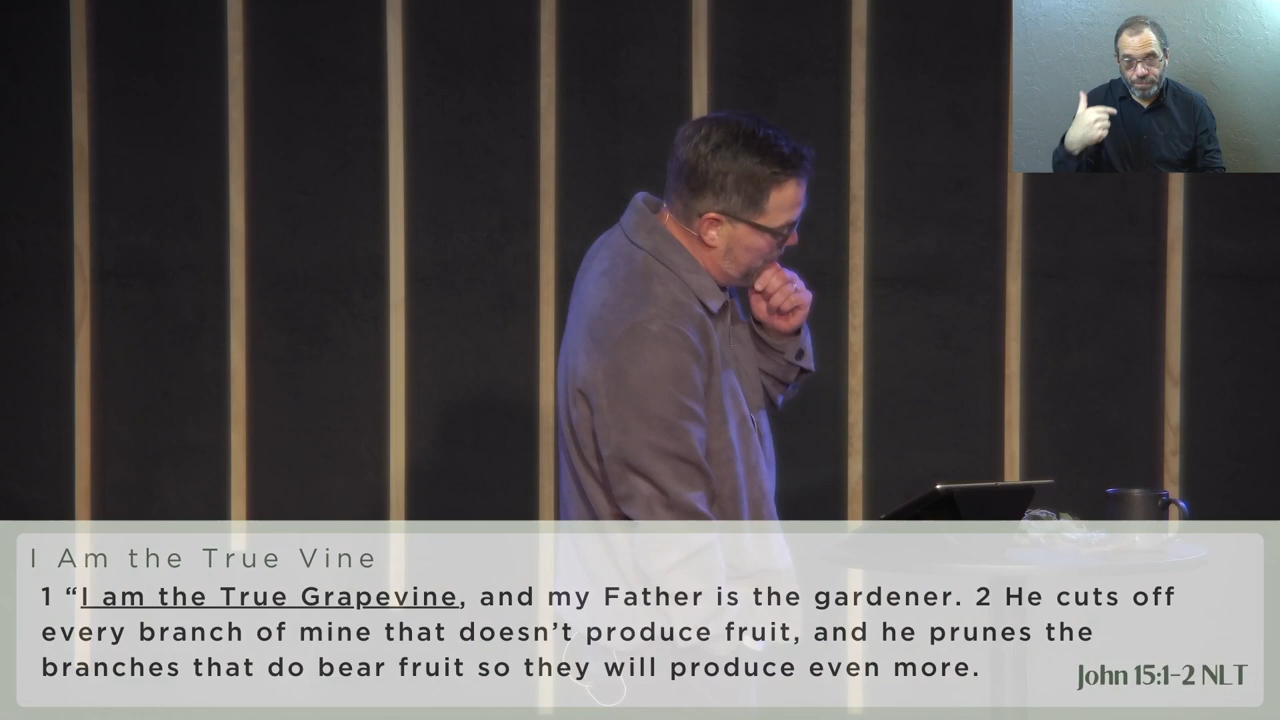 I Am the True Vine
1 “I am the True Grapevine, and my Father is the gardener. 2 He cuts off
every branch of mine that doesn’t produce fruit, and he prunes the
branches that do bear fruit so they will produce even more.
John 15:1-2 NLT